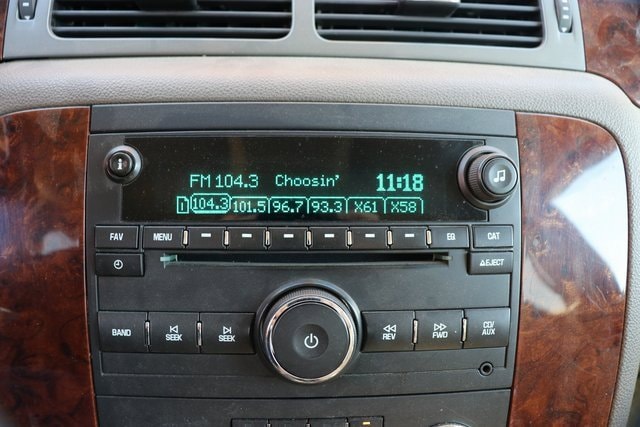 FM 104.3 Choosin' 11:18
1 104.3 101.5 96.7 93.3 X61 X58
FAV MENU EQ CAT
EJECT
BAND SEEK SEEK REV FWD CD/
AUX